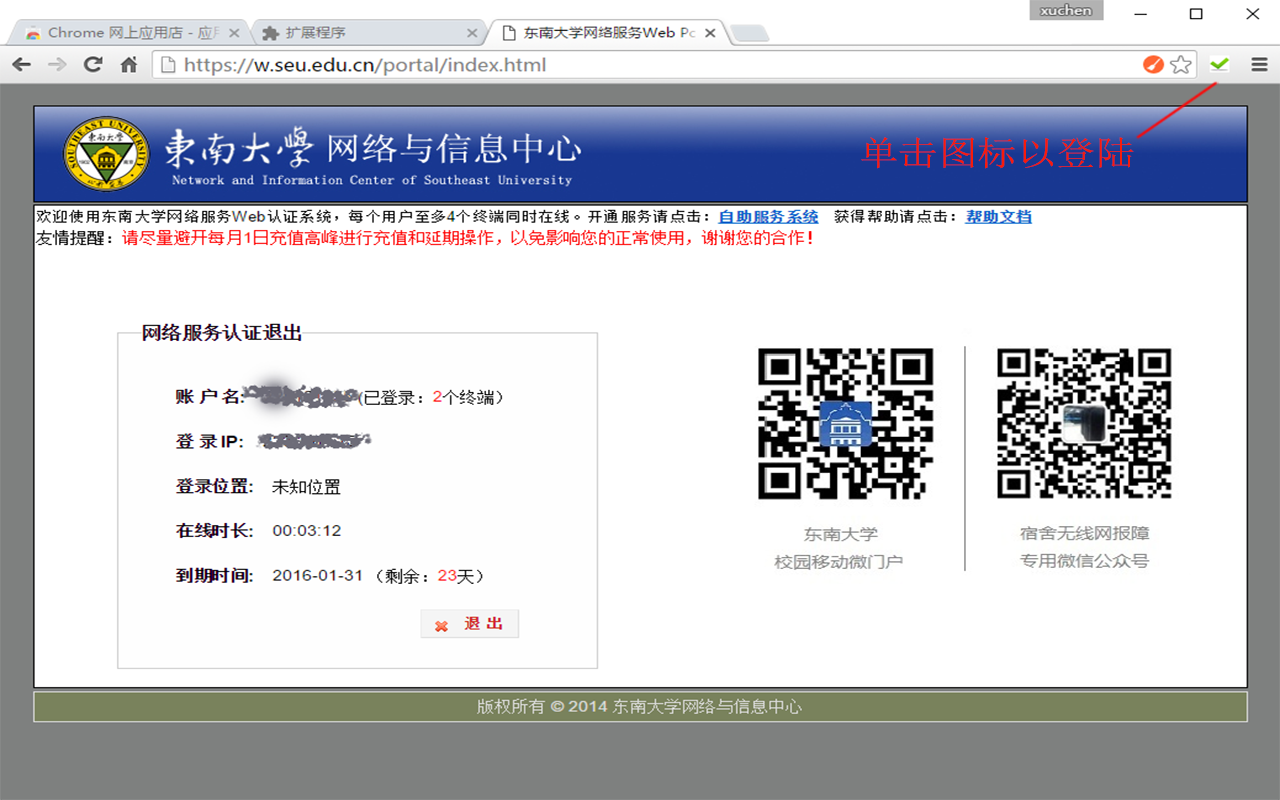 xuchen
Chrome 网上应用店 - 应用
扩展程序
东南大学网络服务Web Po
https://w.seu.edu.cn/portal/index.html
单击图标以登陆
SOUTHEAST UNIVERSITY
东南大学 网络与信息中心
Network and Information Center of Southeast University
欢迎使用东南大学网络服务Web认证系统，每个用户至多4个终端同时在线。开通服务请点击：自助服务系统 获得帮助请点击：帮助文档
友情提醒：请尽量避开每月1日充值高峰进行充值和延期操作，以免影响您的正常使用，谢谢您的合作！
网络服务认证退出
账 户 名: (已登录：2个终端)
登 录 IP:
登录位置: 未知位置
在线时长: 00:03:12
到期时间: 2016-01-31 （剩余：23天）
退 出
东南大学
校园移动微门户
宿舍无线网报障
专用微信公众号
版权所有 © 2014 东南大学网络与信息中心